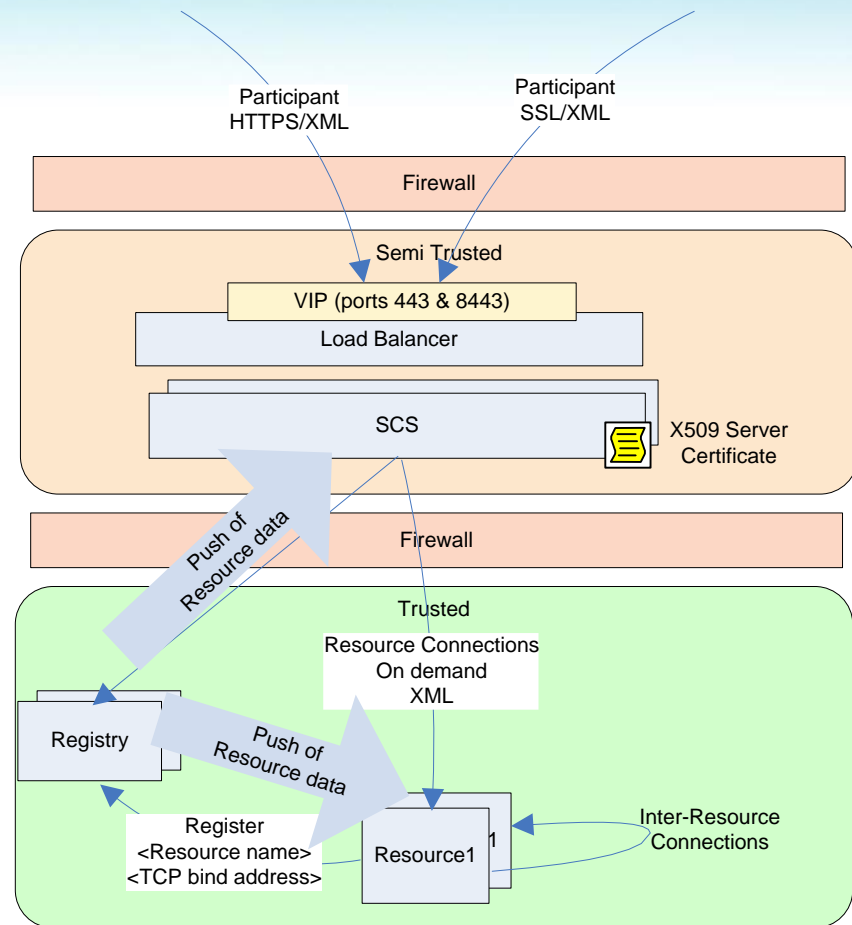 Participant
HTTPS/XML
Participant
SSL/XML
Firewall
Semi Trusted
VIP (ports 443 & 8443)
Load Balancer
SCS
X509 Server
Certificate
Push of
Resource data
Firewall
Trusted
Resource Connections
On demand
XML
Registry
Push of
Resource data
Register
<Resource name>
<TCP bind address>
Resource1
1
Inter-Resource
Connections